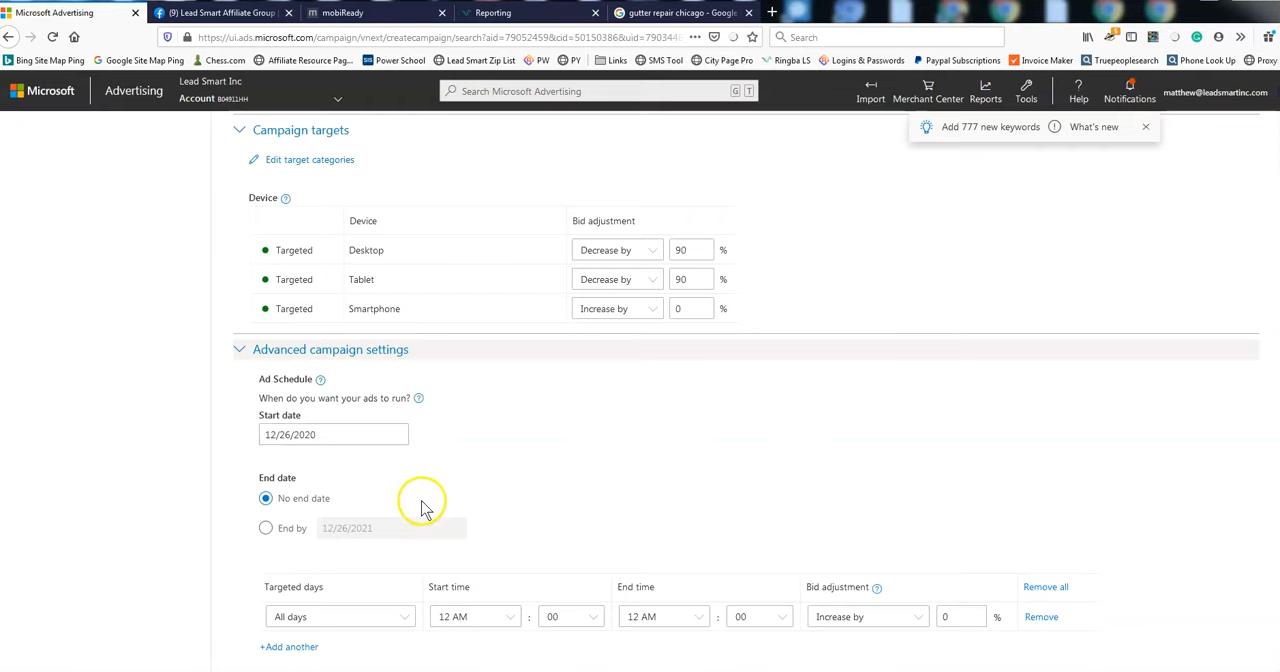 Microsoft Advertising
(9) Lead Smart Affiliate Group |
mobiReady
Reporting
gutter repair chicago - Google
https://ui.ads.microsoft.com/campaign/vnext/createcampaign/search?aid=79052459&cid=50150386&uid=7903448
Search
Bing Site Map Ping
Google Site Map Ping
Chess.com
Affiliate Resource Pag...
Power School
Lead Smart Zip List
PW
PY
Links
SMS Tool
City Page Pro
Ringba LS
Logins & Passwords
Paypal Subscriptions
Invoice Maker
Truepeoplesearch
Phone Look Up
Proxy
Microsoft
Advertising
Lead Smart Inc
Account B04911HH
Search Microsoft Advertising
G T
Import
Merchant Center
Reports
Tools
Help
Notifications
matthew@leadsmartinc.com
Add 777 new keywords
What's new
Campaign targets
Edit target categories
Device
Device Bid adjustment
Targeted Desktop Decrease by 90 %
Targeted Tablet Decrease by 90 %
Targeted Smartphone Increase by 0 %
Advanced campaign settings
Ad Schedule
When do you want your ads to run?
Start date
12/26/2020
End date
No end date
End by 12/26/2021
Targeted days Start time End time Bid adjustment Remove all
All days 12 AM : 00 12 AM : 00 Increase by 0 % Remove
+Add another